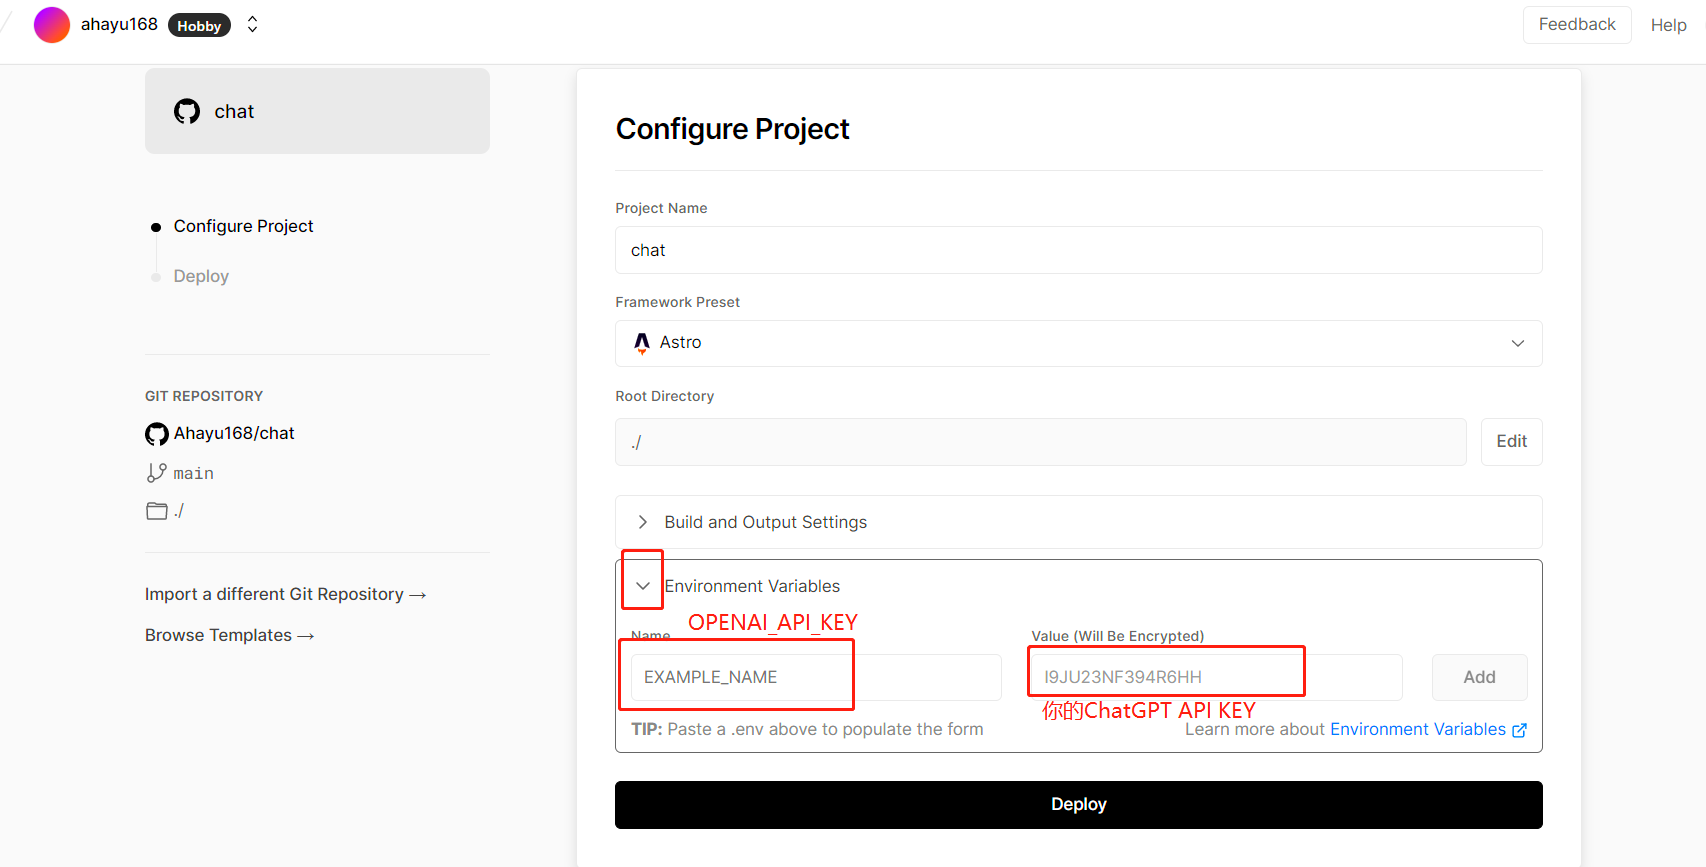 ahayu168 Hobby
Feedback Help
chat
Configure Project
Deploy
GIT REPOSITORY
Ahayu168/chat
main
./
Import a different Git Repository →
Browse Templates →
Configure Project
Project Name
chat
Framework Preset
Astro
Root Directory
./ Edit
Build and Output Settings
Environment Variables
OPENAI_API_KEY
Name Value (Will Be Encrypted)
EXAMPLE_NAME I9JU23NF394R6HH Add
你的ChatGPT API KEY
TIP: Paste a .env above to populate the form Learn more about Environment Variables
Deploy